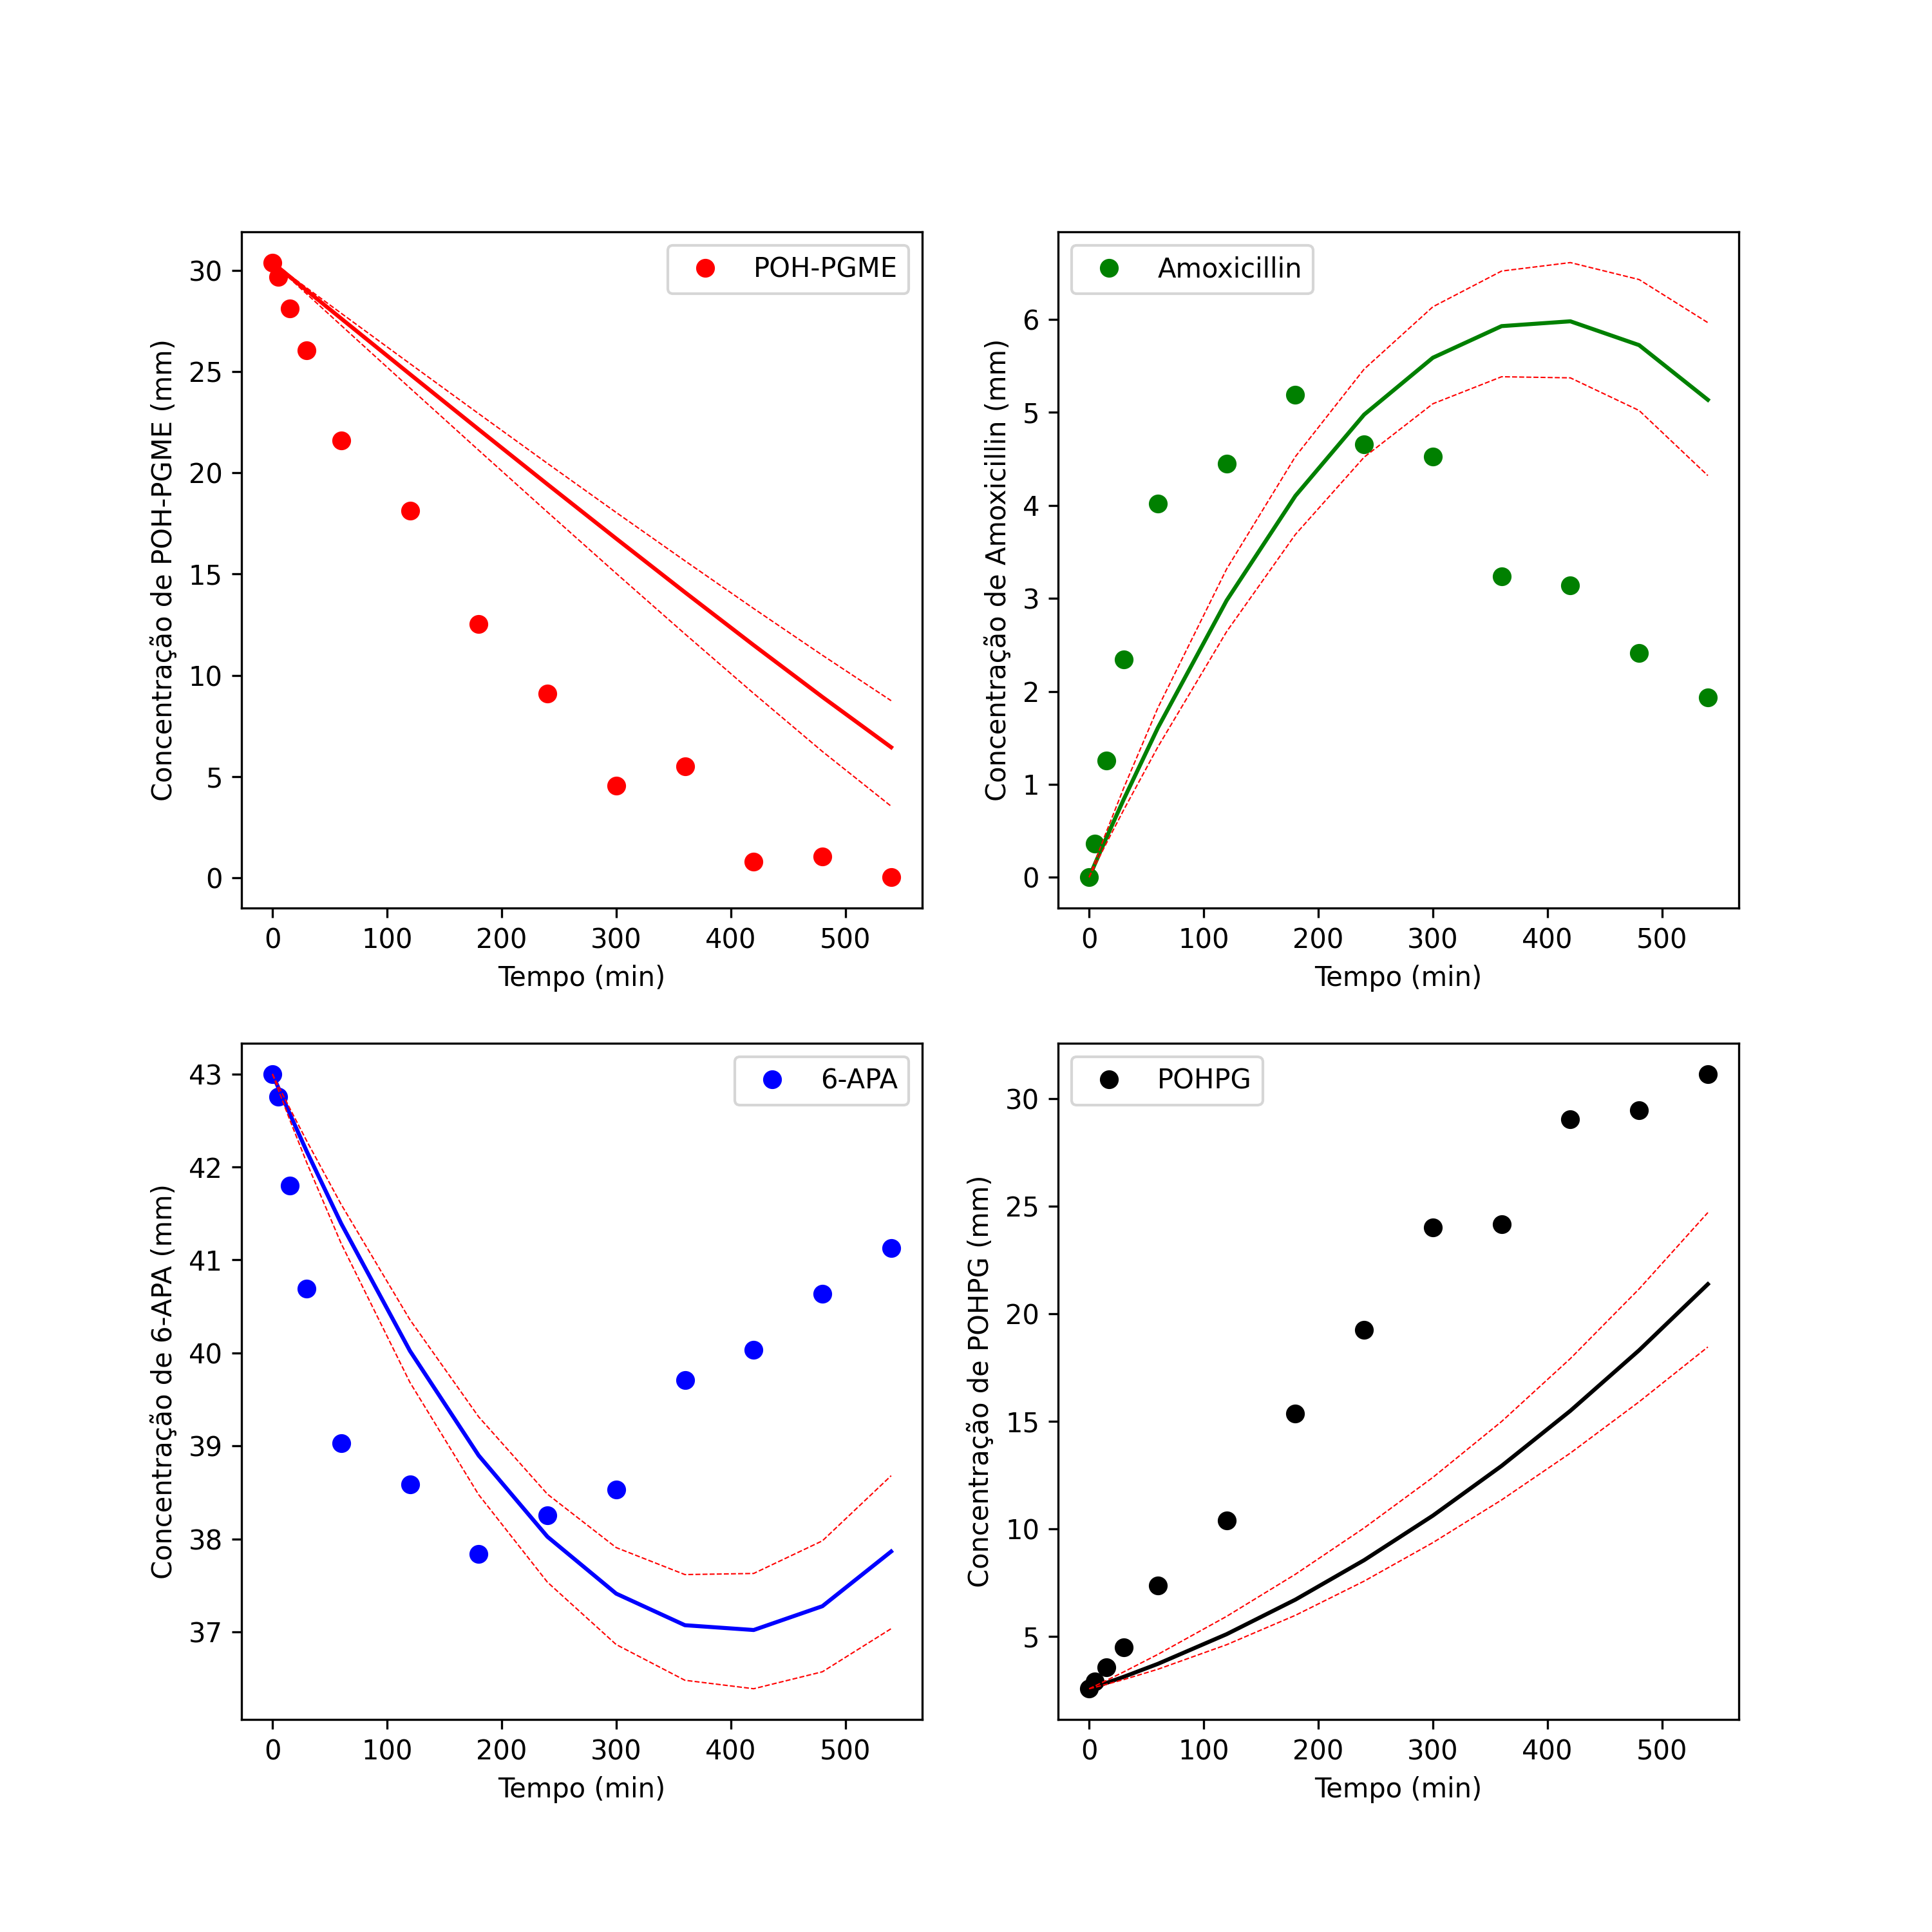 POH-PGME
Concentração de POH-PGME (mm)
30
25
20
15
10
5
0
0 100 200 300 400 500
Tempo (min)
Amoxicillin
Concentração de Amoxicillin (mm)
6
5
4
3
2
1
0
0 100 200 300 400 500
Tempo (min)
6-APA
Concentração de 6-APA (mm)
43
42
41
40
39
38
37
0 100 200 300 400 500
Tempo (min)
POHPG
Concentração de POHPG (mm)
30
25
20
15
10
5
0 100 200 300 400 500
Tempo (min)